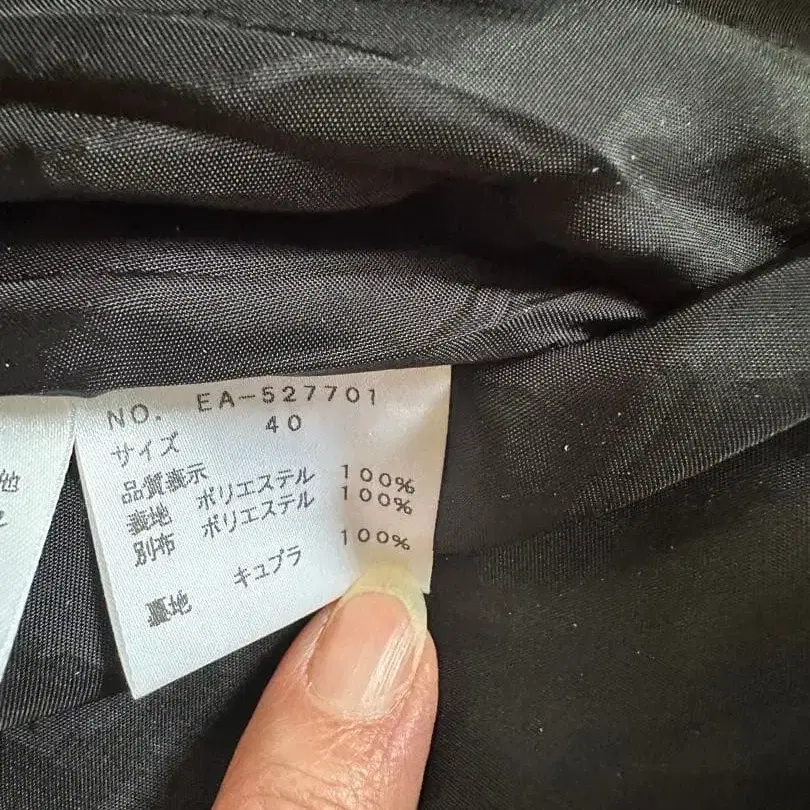 NO. EA-527701
サイズ 40
品質表示
表地 ポリエステル 100%
別布 ポリエステル 100%
裏地 キュプラ 100%
他